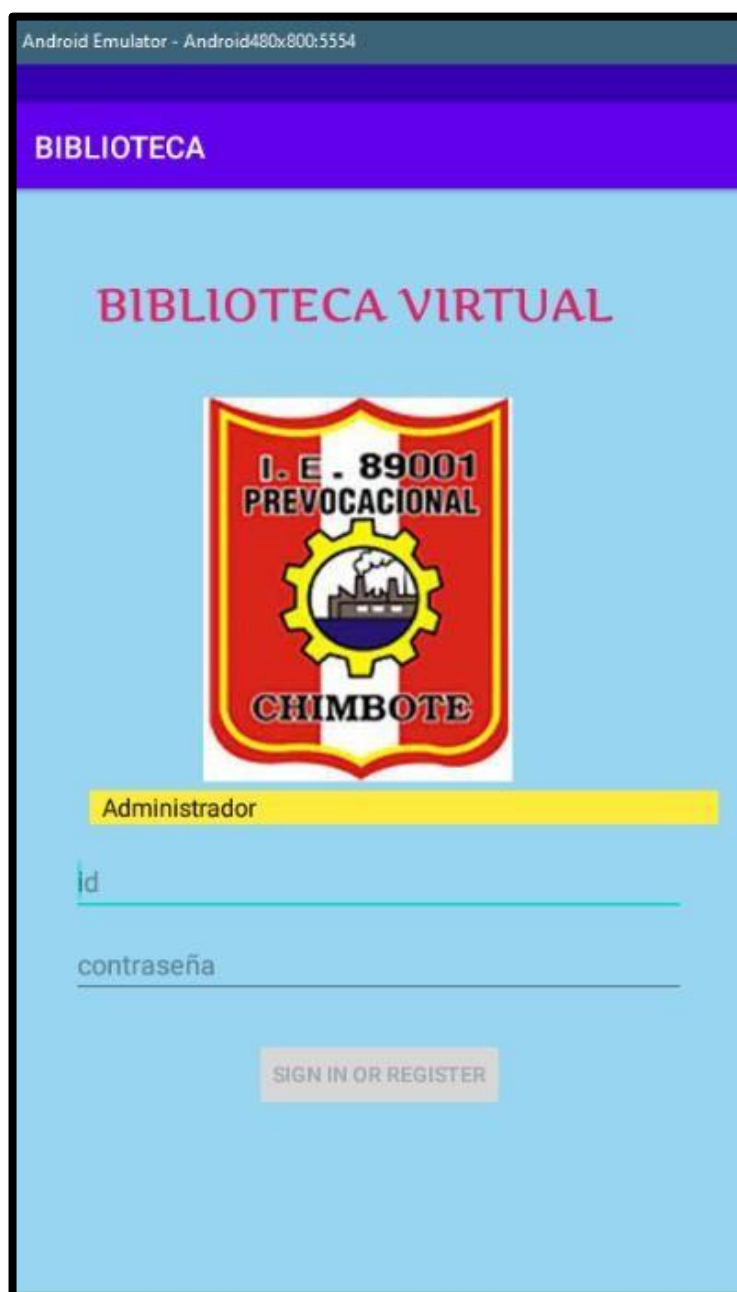 Android Emulator - Android480x800:5554
BIBLIOTECA
BIBLIOTECA VIRTUAL
I. E. 89001
PREVOCACIONAL
CHIMBOTE
Administrador
id
contraseña
SIGN IN OR REGISTER